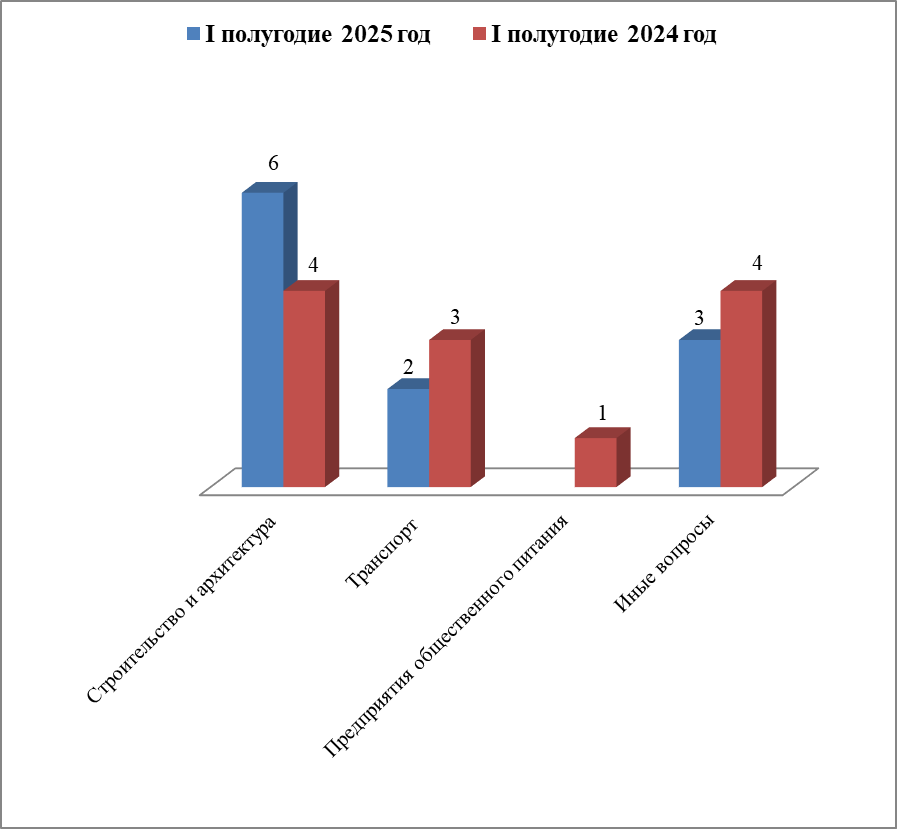 I полугодие 2025 год
I полугодие 2024 год
6
4
2
3
1
3
4
Строительство и архитектура
Транспорт
Предприятия общественного питания
Иные вопросы